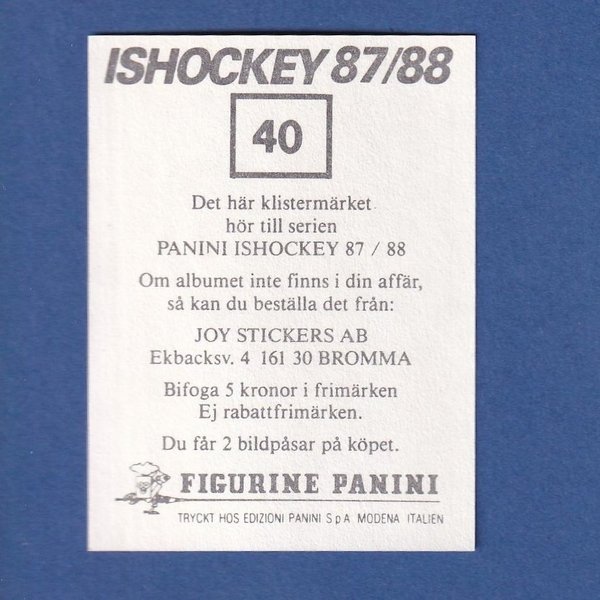 ISHOCKEY 87/88
40
Det här klistermärket
hör till serien
PANINI ISHOCKEY 87 / 88
Om albumet inte finns i din affär,
så kan du beställa det från:
JOY STICKERS AB
Ekbacksv. 4 161 30 BROMMA
Bifoga 5 kronor i frimärken
Ej rabattfrimärken.
Du får 2 bildpåsar på köpet.
FIGURINE PANINI
TRYCKT HOS EDIZIONI PANINI S p A MODENA ITALIEN